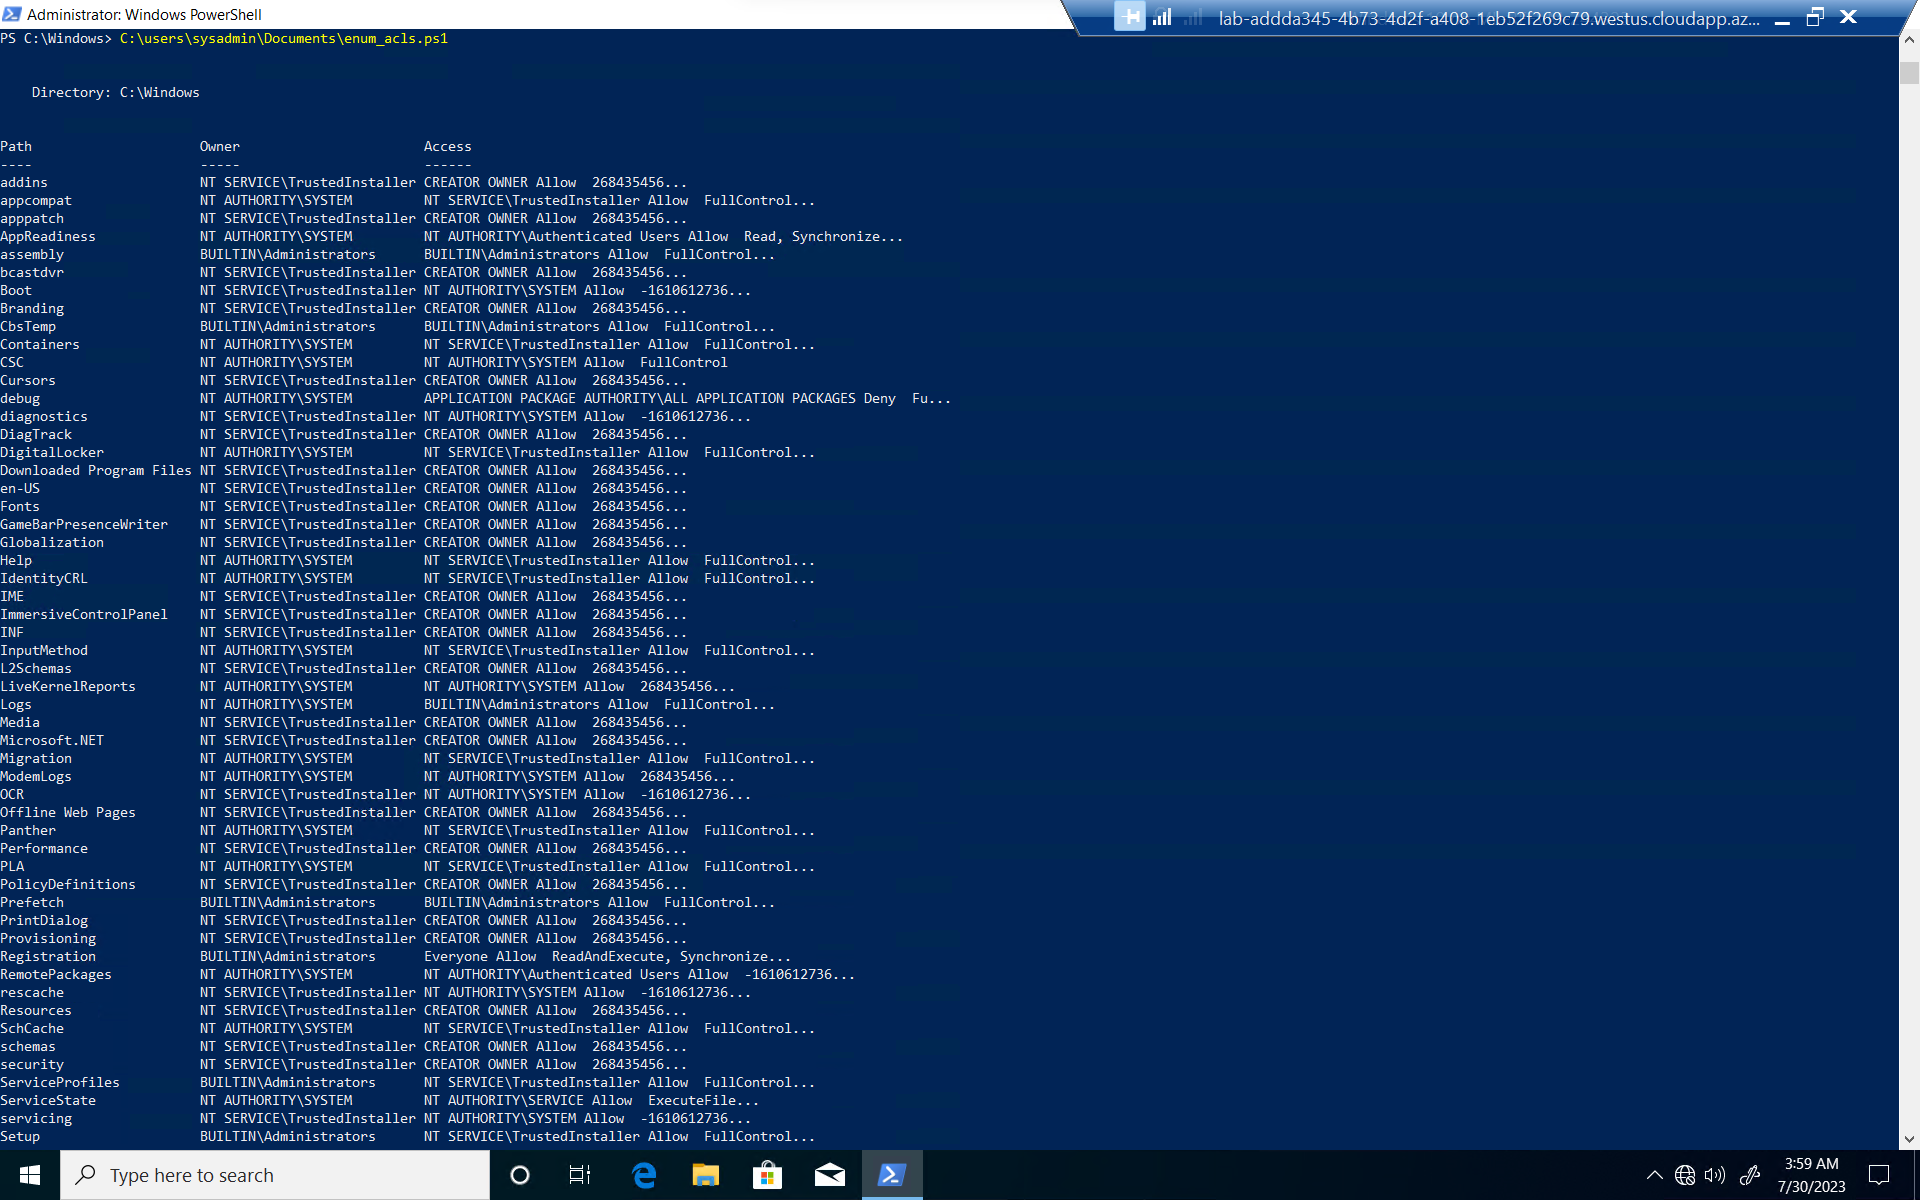 Administrator: Windows PowerShell
lab-addda345-4b73-4d2f-a408-1eb52f269c79.westus.cloudapp.az...
PS C:\Windows> C:\users\sysadmin\Documents\enum_acls.ps1
Directory: C:\Windows
Path Owner Access
---- ----- ------
addins NT SERVICE\TrustedInstaller CREATOR OWNER Allow 268435456...
appcompat NT AUTHORITY\SYSTEM NT SERVICE\TrustedInstaller Allow FullControl...
apppatch NT SERVICE\TrustedInstaller CREATOR OWNER Allow 268435456...
AppReadiness NT AUTHORITY\SYSTEM NT AUTHORITY\Authenticated Users Allow Read, Synchronize...
assembly BUILTIN\Administrators BUILTIN\Administrators Allow FullControl...
bcastdvr NT SERVICE\TrustedInstaller CREATOR OWNER Allow 268435456...
Boot NT SERVICE\TrustedInstaller NT AUTHORITY\SYSTEM Allow -1610612736...
Branding NT SERVICE\TrustedInstaller CREATOR OWNER Allow 268435456...
CbsTemp BUILTIN\Administrators BUILTIN\Administrators Allow FullControl...
Containers NT AUTHORITY\SYSTEM NT SERVICE\TrustedInstaller Allow FullControl...
CSC NT AUTHORITY\SYSTEM NT AUTHORITY\SYSTEM Allow FullControl
Cursors NT SERVICE\TrustedInstaller CREATOR OWNER Allow 268435456...
debug NT AUTHORITY\SYSTEM APPLICATION PACKAGE AUTHORITY\ALL APPLICATION PACKAGES Deny Fu...
diagnostics NT SERVICE\TrustedInstaller NT AUTHORITY\SYSTEM Allow -1610612736...
DiagTrack NT SERVICE\TrustedInstaller CREATOR OWNER Allow 268435456...
DigitalLocker NT AUTHORITY\SYSTEM NT SERVICE\TrustedInstaller Allow FullControl...
Downloaded Program Files NT SERVICE\TrustedInstaller CREATOR OWNER Allow 268435456...
en-US NT SERVICE\TrustedInstaller CREATOR OWNER Allow 268435456...
Fonts NT SERVICE\TrustedInstaller CREATOR OWNER Allow 268435456...
GameBarPresenceWriter NT SERVICE\TrustedInstaller CREATOR OWNER Allow 268435456...
Globalization NT SERVICE\TrustedInstaller CREATOR OWNER Allow 268435456...
Help NT AUTHORITY\SYSTEM NT SERVICE\TrustedInstaller Allow FullControl...
IdentityCRL NT AUTHORITY\SYSTEM NT SERVICE\TrustedInstaller Allow FullControl...
IME NT SERVICE\TrustedInstaller CREATOR OWNER Allow 268435456...
ImmersiveControlPanel NT SERVICE\TrustedInstaller CREATOR OWNER Allow 268435456...
INF NT SERVICE\TrustedInstaller CREATOR OWNER Allow 268435456...
InputMethod NT AUTHORITY\SYSTEM NT SERVICE\TrustedInstaller Allow FullControl...
L2Schemas NT SERVICE\TrustedInstaller CREATOR OWNER Allow 268435456...
LiveKernelReports NT AUTHORITY\SYSTEM NT AUTHORITY\SYSTEM Allow 268435456...
Logs NT AUTHORITY\SYSTEM BUILTIN\Administrators Allow FullControl...
Media NT SERVICE\TrustedInstaller CREATOR OWNER Allow 268435456...
Microsoft.NET NT SERVICE\TrustedInstaller CREATOR OWNER Allow 268435456...
Migration NT AUTHORITY\SYSTEM NT SERVICE\TrustedInstaller Allow FullControl...
ModemLogs NT AUTHORITY\SYSTEM NT AUTHORITY\SYSTEM Allow 268435456...
OCR NT SERVICE\TrustedInstaller NT AUTHORITY\SYSTEM Allow -1610612736...
Offline Web Pages NT SERVICE\TrustedInstaller CREATOR OWNER Allow 268435456...
Panther NT AUTHORITY\SYSTEM NT SERVICE\TrustedInstaller Allow FullControl...
Performance NT SERVICE\TrustedInstaller CREATOR OWNER Allow 268435456...
PLA NT AUTHORITY\SYSTEM NT SERVICE\TrustedInstaller Allow FullControl...
PolicyDefinitions NT SERVICE\TrustedInstaller CREATOR OWNER Allow 268435456...
Prefetch BUILTIN\Administrators BUILTIN\Administrators Allow FullControl...
PrintDialog NT SERVICE\TrustedInstaller CREATOR OWNER Allow 268435456...
Provisioning NT SERVICE\TrustedInstaller CREATOR OWNER Allow 268435456...
Registration BUILTIN\Administrators Everyone Allow ReadAndExecute, Synchronize...
RemotePackages NT AUTHORITY\SYSTEM NT AUTHORITY\Authenticated Users Allow -1610612736...
rescache NT SERVICE\TrustedInstaller NT AUTHORITY\SYSTEM Allow -1610612736...
Resources NT SERVICE\TrustedInstaller CREATOR OWNER Allow 268435456...
SchCache NT AUTHORITY\SYSTEM NT SERVICE\TrustedInstaller Allow FullControl...
schemas NT SERVICE\TrustedInstaller CREATOR OWNER Allow 268435456...
security NT SERVICE\TrustedInstaller CREATOR OWNER Allow 268435456...
ServiceProfiles BUILTIN\Administrators NT SERVICE\TrustedInstaller Allow FullControl...
ServiceState NT AUTHORITY\SYSTEM NT AUTHORITY\SERVICE Allow ExecuteFile...
servicing NT SERVICE\TrustedInstaller NT AUTHORITY\SYSTEM Allow -1610612736...
Setup BUILTIN\Administrators NT SERVICE\TrustedInstaller Allow FullControl...
Type here to search
3:59 AM
7/30/2023